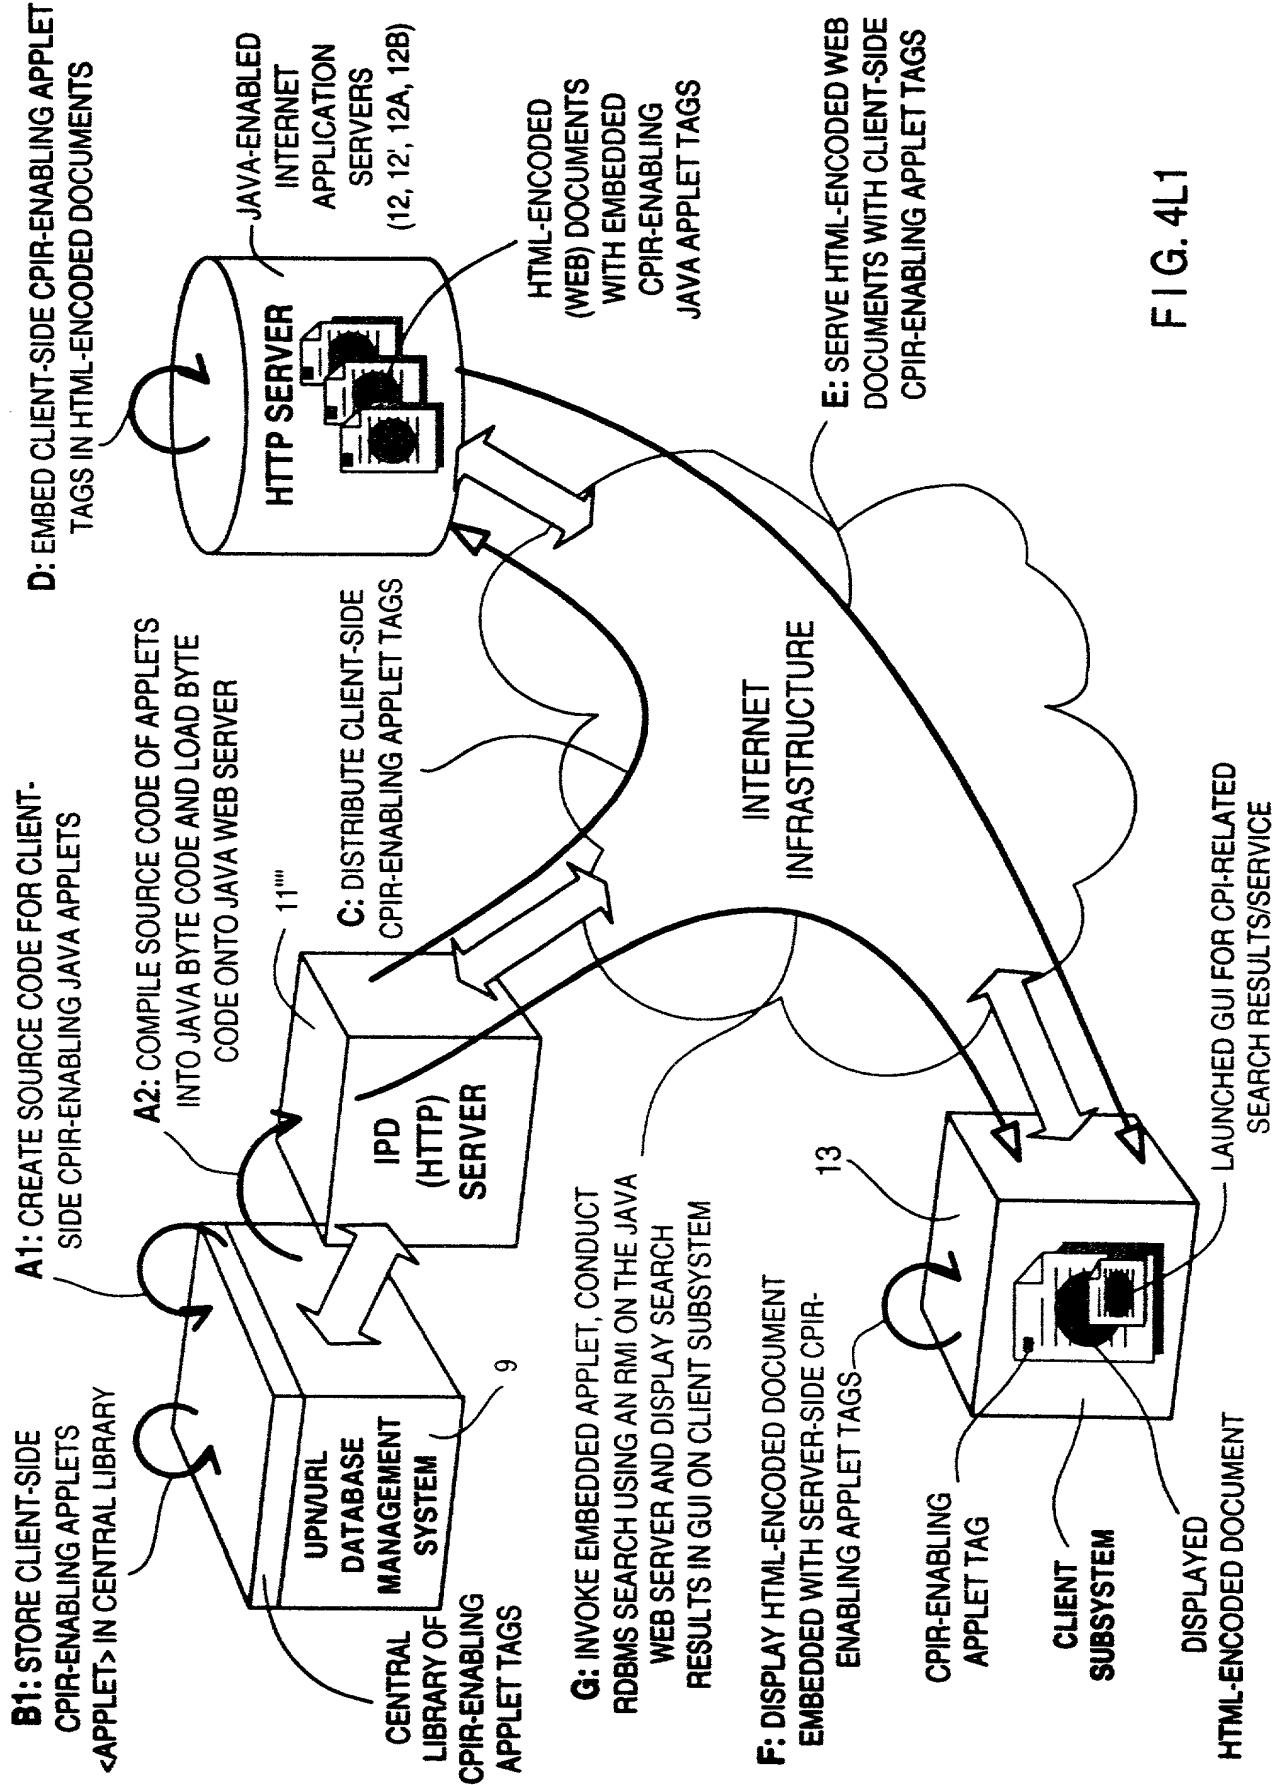 B1: STORE CLIENT-SIDE
CPIR-ENABLING APPLETS
<APPLET> IN CENTRAL LIBRARY
A1: CREATE SOURCE CODE FOR CLIENT-
SIDE CPIR-ENABLING JAVA APPLETS
A2: COMPILE SOURCE CODE OF APPLETS
INTO JAVA BYTE CODE AND LOAD BYTE
CODE ONTO JAVA WEB SERVER
11""
D: EMBED CLIENT-SIDE CPIR-ENABLING APPLET
TAGS IN HTML-ENCODED DOCUMENTS
JAVA-ENABLED
INTERNET
APPLICATION
SERVERS
(12, 12', 12A, 12B)
HTTP SERVER
HTML-ENCODED
(WEB) DOCUMENTS
WITH EMBEDDED
CPIR-ENABLING
JAVA APPLET TAGS
C: DISTRIBUTE CLIENT-SIDE
CPIR-ENABLING APPLET TAGS
UPN/URL
DATABASE
MANAGEMENT
SYSTEM
9
IPD
(HTTP)
SERVER
CENTRAL
LIBRARY OF
CPIR-ENABLING
APPLET TAGS
G: INVOKE EMBEDDED APPLET, CONDUCT
RDBMS SEARCH USING AN RMI ON THE JAVA
WEB SERVER AND DISPLAY SEARCH
RESULTS IN GUI ON CLIENT SUBSYSTEM
INTERNET
INFRASTRUCTURE
E: SERVE HTML-ENCODED WEB
DOCUMENTS WITH CLIENT-SIDE
CPIR-ENABLING APPLET TAGS
F: DISPLAY HTML-ENCODED DOCUMENT
EMBEDDED WITH SERVER-SIDE CPIR-
ENABLING APPLET TAGS
13
CPIR-ENABLING
APPLET TAG
CLIENT
SUBSYSTEM
DISPLAYED
HTML-ENCODED DOCUMENT
LAUNCHED GUI FOR CPI-RELATED
SEARCH RESULTS/SERVICE
FIG. 4L1